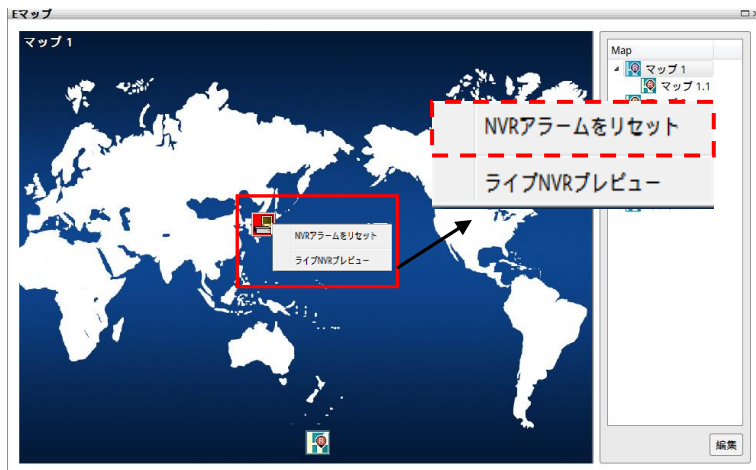 Eマップ
マップ 1
NVRアラームをリセット
ライブNVRプレビュー
Map
マップ 1
マップ 1.1
NVRアラームをリセット
ライブNVRプレビュー
編集